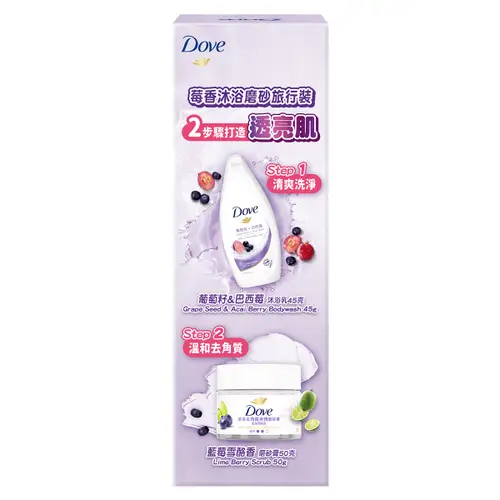 Dove
莓香沐浴磨砂旅行裝
2步驟打造透亮肌
Step 1
清爽洗淨
Dove
葡萄籽&巴西莓 沐浴乳45克
Grape Seed & Acai Berry Bodywash 45g
Step 2
溫和去角質
Dove
藍莓雪酪香 磨砂膏50克
Lime Berry Scrub 50g